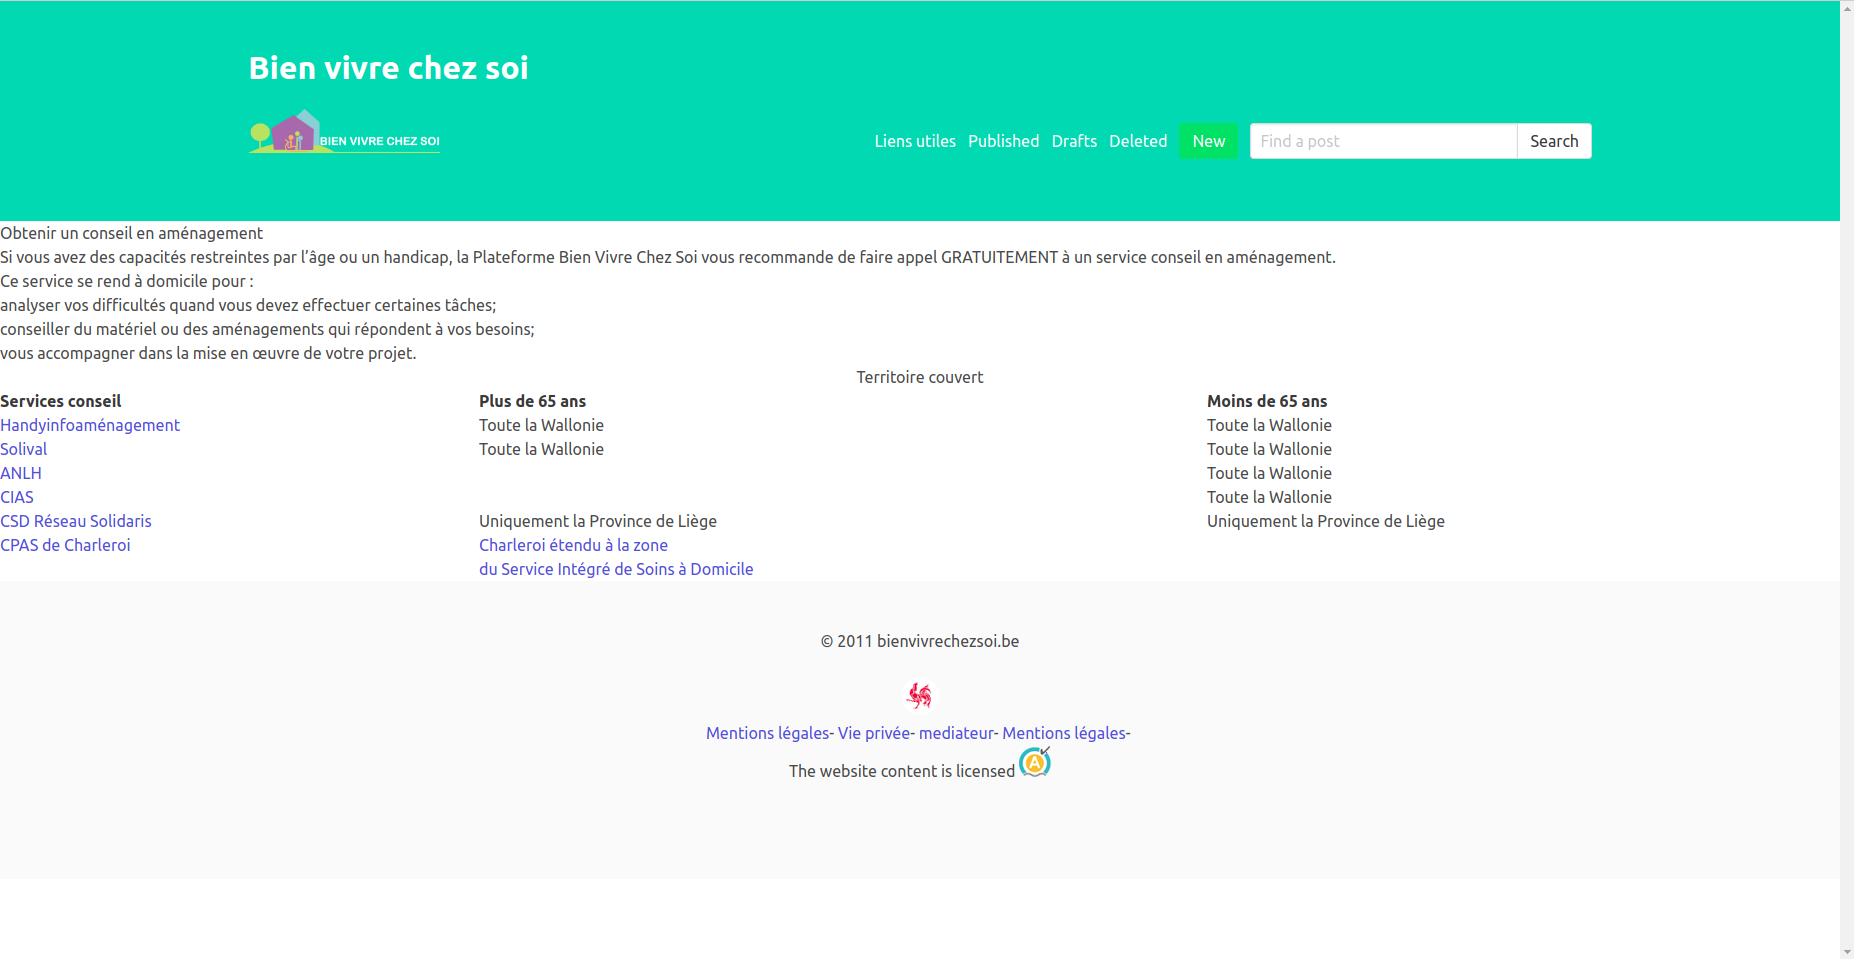 Bien vivre chez soi
BIEN VIVRE CHEZ SOI
Liens utiles Published Drafts Deleted New Find a post Search
Obtenir un conseil en aménagement
Si vous avez des capacités restreintes par l’âge ou un handicap, la Plateforme Bien Vivre Chez Soi vous recommande de faire appel GRATUITEMENT à un service conseil en aménagement.
Ce service se rend à domicile pour :
analyser vos difficultés quand vous devez effectuer certaines tâches;
conseiller du matériel ou des aménagements qui répondent à vos besoins;
vous accompagner dans la mise en œuvre de votre projet.
Territoire couvert
Services conseil Plus de 65 ans Moins de 65 ans
Handyinfoaménagement Toute la Wallonie Toute la Wallonie
Solival Toute la Wallonie Toute la Wallonie
ANLH Toute la Wallonie
CIAS Toute la Wallonie
CSD Réseau Solidaris Uniquement la Province de Liège Uniquement la Province de Liège
CPAS de Charleroi Charleroi étendu à la zone
du Service Intégré de Soins à Domicile
© 2011 bienvivrechezsoi.be
Mentions légales- Vie privée- mediateur- Mentions légales-
The website content is licensed A